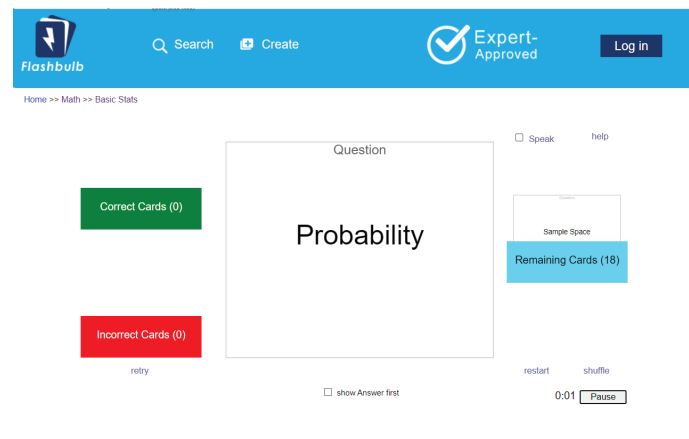 Flashbulb
Search
Create
Expert-
Approved
Log in
Home >> Math >> Basic Stats
Speak
help
Question
Correct Cards (0)
Probability
Sample Space
Remaining Cards (18)
Incorrect Cards (0)
retry
restart
shuffle
show Answer first
0:01
Pause